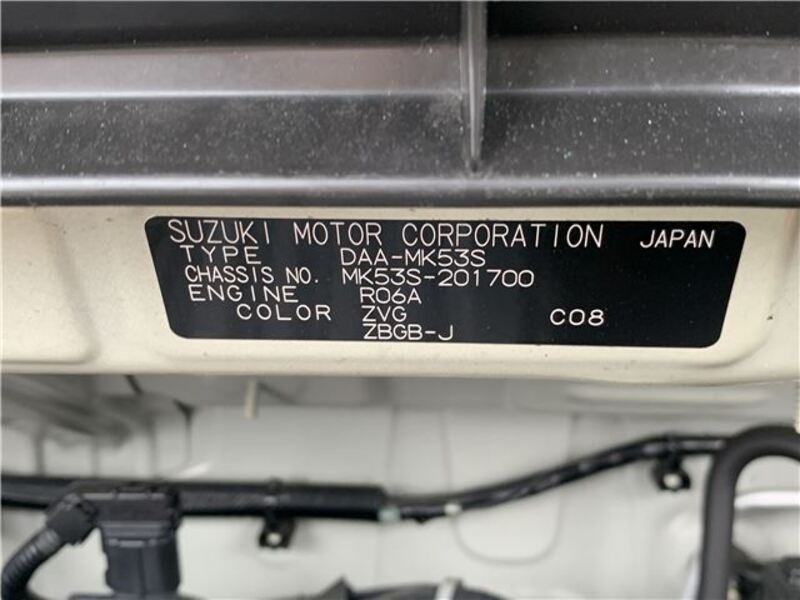 SUZUKI MOTOR CORPORATION JAPAN
TYPE DAA-MK53S
CHASSIS NO. MK53S-201700
ENGINE R06A
COLOR ZVG C08
ZBGB-J